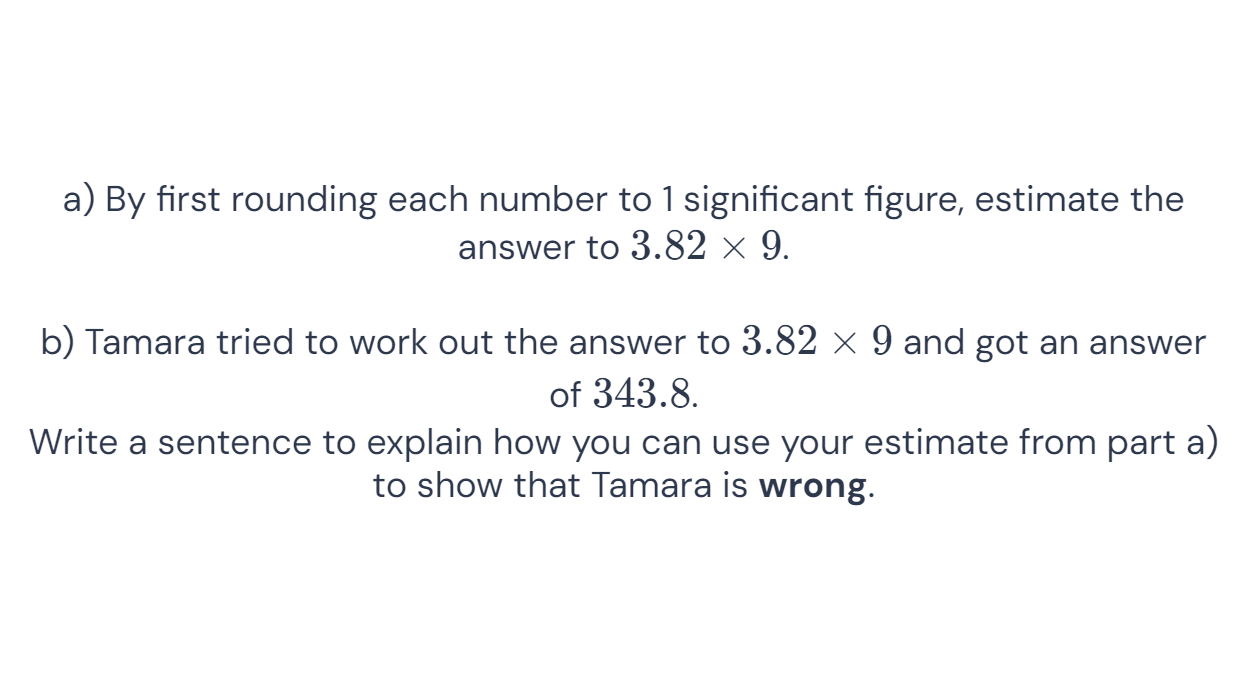 a) By first rounding each number to 1 significant figure, estimate the
answer to 3.82 × 9.
b) Tamara tried to work out the answer to 3.82 × 9 and got an answer
of 343.8.
Write a sentence to explain how you can use your estimate from part a)
to show that Tamara is wrong.